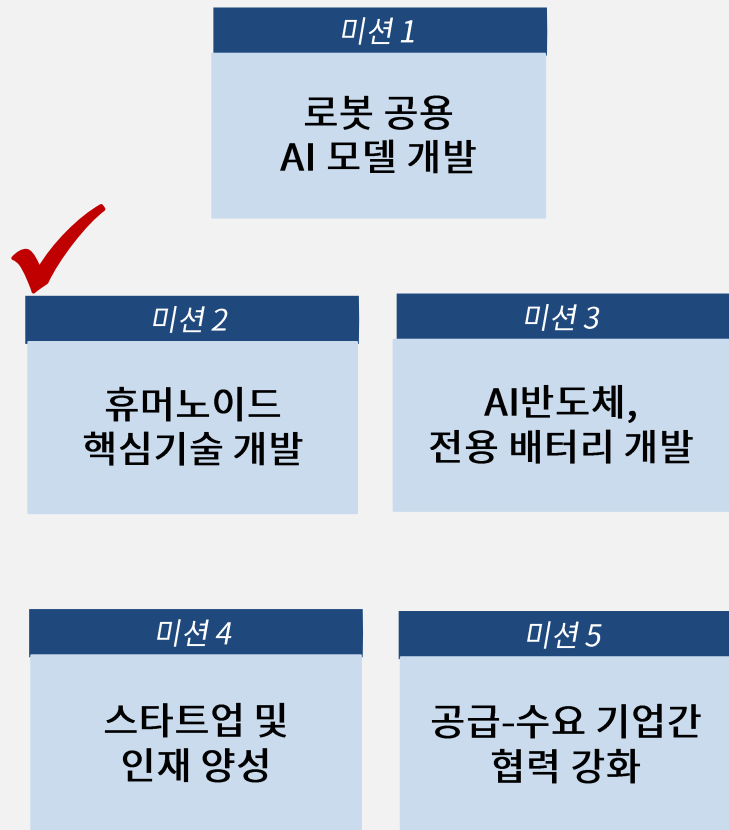 미션 1
로봇 공용
AI 모델 개발
미션 2
휴머노이드
핵심기술 개발
미션 3
AI반도체,
전용 배터리 개발
미션 4
스타트업 및
인재 양성
미션 5
공급-수요 기업간
협력 강화